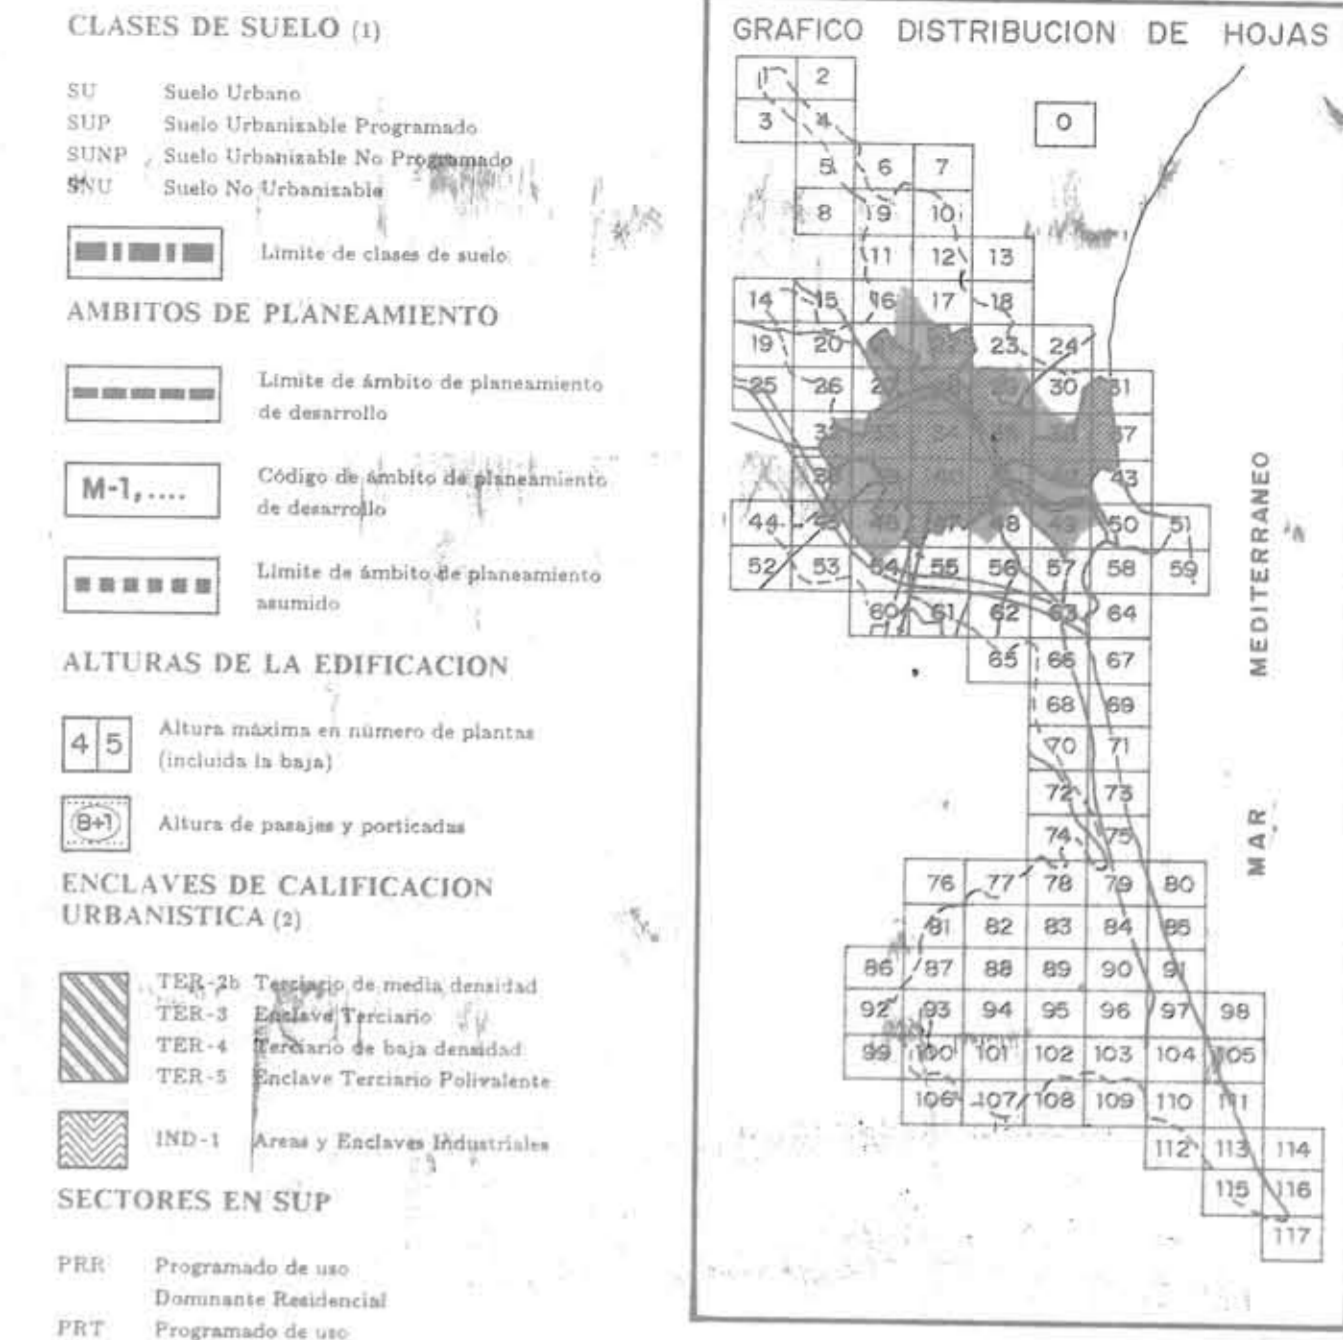 CLASES DE SUELO (1)
SU Suelo Urbano
SUP Suelo Urbanizable Programado
SUNP Suelo Urbanizable No Programado
SNU Suelo No Urbanizable
Límite de clases de suelo
AMBITOS DE PLANEAMIENTO
Límite de ámbito de planeamiento
de desarrollo
M-1,....
Código de ámbito de planeamiento
de desarrollo
Límite de ámbito de planeamiento
asumido
ALTURAS DE LA EDIFICACION
4 5
Altura máxima en número de plantas
(incluida la baja)
B+1
Altura de pasajes y porticadas
ENCLAVES DE CALIFICACION
URBANISTICA (2)
TER-2b Terciario de media densidad
TER-3 Enclave Terciario
TER-4 Terciario de baja densidad
TER-5 Enclave Terciario Polivalente
IND-1 Areas y Enclaves Industriales
SECTORES EN SUP
PRR Programado de uso
Dominante Residencial
PRT Programado de uso
GRAFICO DISTRIBUCION DE HOJAS
1 2
3 4 0
5 6 7
8 9 10
11 12 13
14 15 16 17 18
19 20 23 24
25 26 30 31
37
43
44 48 49 50 51
52 53 54 55 56 57 58 59
60 61 62 63 64
65 66 67
68 69
70 71
72 73
74 75
76 77 78 79 80
81 82 83 84 85
86 87 88 89 90 91
92 93 94 95 96 97 98
99 100 101 102 103 104 105
106 107 108 109 110 111
112 113 114
115 116
117
MAR MEDITERRANEO